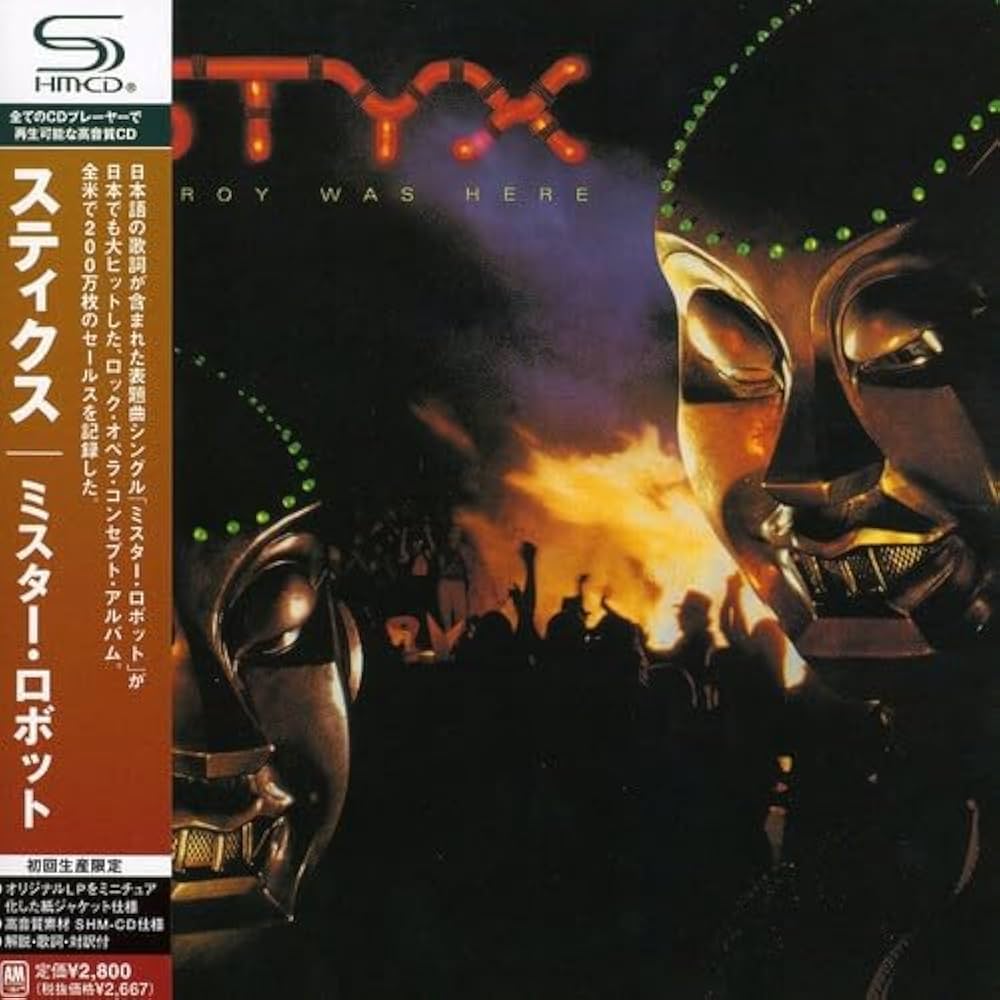 SHM-CD®
全てのCDプレーヤーで
再生可能な高音質CD
日本語の歌詞が含まれた表題曲シングル「ミスター・ロボット」が
日本でも大ヒットした、ロック・オペラ・コンセプト・アルバム。
全米で200万枚のセールスを記録した。
スティクス｜ミスター・ロボット
初回生産限定
オリジナルLPをミニチュア
化した紙ジャケット仕様
高音質素材 SHM-CD仕様
解説・歌詞・対訳付
AM
定価¥2,800
(税抜価格¥2,667)
STYX
ROY WAS HERE